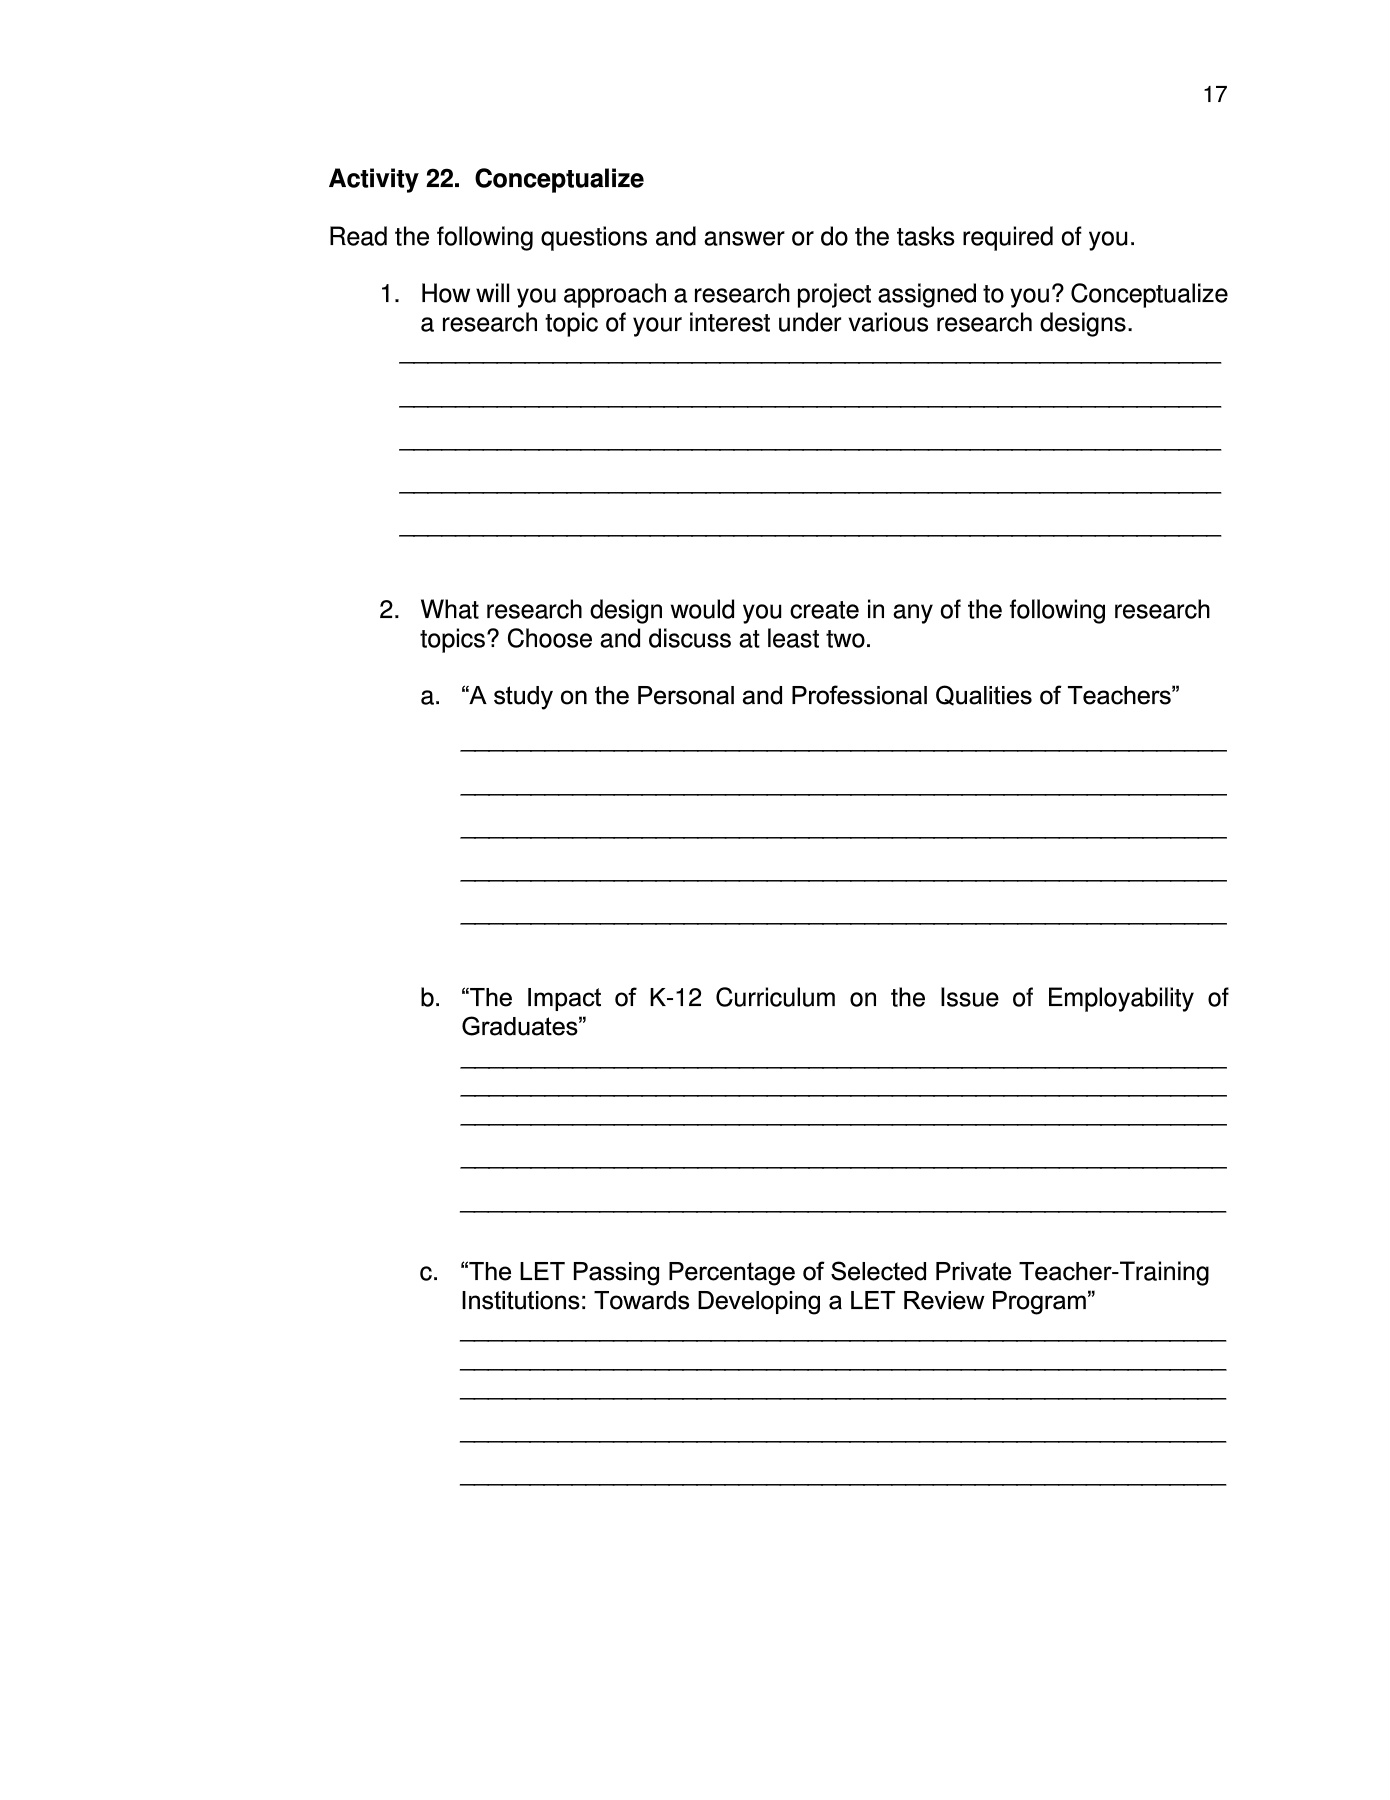 17
Activity 22. Conceptualize
Read the following questions and answer or do the tasks required of you.
1. How will you approach a research project assigned to you? Conceptualize
a research topic of your interest under various research designs.
2. What research design would you create in any of the following research
topics? Choose and discuss at least two.
a. “A study on the Personal and Professional Qualities of Teachers”
b. “The Impact of K-12 Curriculum on the Issue of Employability of
Graduates”
c. “The LET Passing Percentage of Selected Private Teacher-Training
Institutions: Towards Developing a LET Review Program”